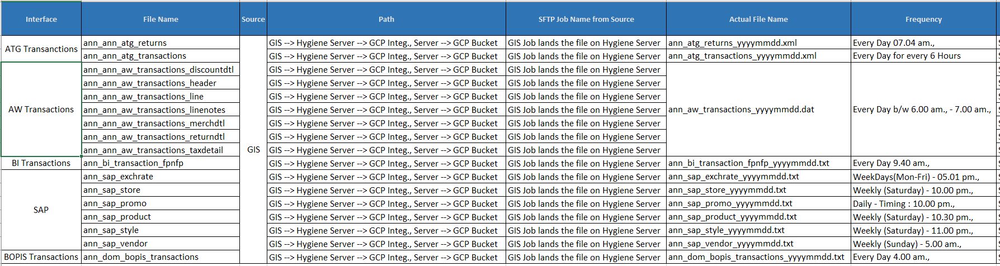 Interface File Name Source Path SFTP Job Name from Source Actual File Name Frequency
ATG Transanctions ann_ann_atg_returns GIS --> Hygiene Server --> GCP Integ., Server --> GCP Bucket GIS Job lands the file on Hygiene Server ann_atg_returns_yyyymmdd.xml Every Day 07.04 am.,
ann_ann_atg_transactions GIS --> Hygiene Server --> GCP Integ., Server --> GCP Bucket GIS Job lands the file on Hygiene Server ann_atg_transactions_yyyymmdd.xml Every Day for every 6 Hours
ann_ann_aw_transactions_discountdtl GIS --> Hygiene Server --> GCP Integ., Server --> GCP Bucket GIS Job lands the file on Hygiene Server
ann_ann_aw_transactions_header GIS --> Hygiene Server --> GCP Integ., Server --> GCP Bucket GIS Job lands the file on Hygiene Server
ann_ann_aw_transactions_line GIS --> Hygiene Server --> GCP Integ., Server --> GCP Bucket GIS Job lands the file on Hygiene Server
AW Transactions ann_ann_aw_transactions_linenotes GIS --> Hygiene Server --> GCP Integ., Server --> GCP Bucket GIS Job lands the file on Hygiene Server ann_aw_transactions_yyyymmdd.dat Every Day b/w 6.00 am., - 7.00 am.,
ann_ann_aw_transactions_merchdtl GIS --> Hygiene Server --> GCP Integ., Server --> GCP Bucket GIS Job lands the file on Hygiene Server
ann_ann_aw_transactions_returndtl GIS --> Hygiene Server --> GCP Integ., Server --> GCP Bucket GIS Job lands the file on Hygiene Server
ann_ann_aw_transactions_taxdetail GIS GIS --> Hygiene Server --> GCP Integ., Server --> GCP Bucket GIS Job lands the file on Hygiene Server
BI Transactions ann_bi_transaction_fpnfp GIS --> Hygiene Server --> GCP Integ., Server --> GCP Bucket GIS Job lands the file on Hygiene Server ann_bi_transaction_fpnfp_yyyymmdd.txt Every Day 9.40 am.,
ann_sap_exchrate GIS --> Hygiene Server --> GCP Integ., Server --> GCP Bucket GIS Job lands the file on Hygiene Server ann_sap_exchrate_yyyymmdd.txt WeekDays(Mon-Fri) - 05.01 pm.,
ann_sap_store GIS --> Hygiene Server --> GCP Integ., Server --> GCP Bucket GIS Job lands the file on Hygiene Server ann_sap_store_yyyymmdd.txt Weekly (Saturday) - 10.00 pm.,
ann_sap_promo GIS --> Hygiene Server --> GCP Integ., Server --> GCP Bucket GIS Job lands the file on Hygiene Server ann_sap_promo_yyyymmdd.txt Daily - Timing : 10.00 pm.,
SAP ann_sap_product GIS --> Hygiene Server --> GCP Integ., Server --> GCP Bucket GIS Job lands the file on Hygiene Server ann_sap_product_yyyymmdd.txt Weekly (Saturday) - 10.30 pm.,
ann_sap_style GIS --> Hygiene Server --> GCP Integ., Server --> GCP Bucket GIS Job lands the file on Hygiene Server ann_sap_style_yyyymmdd.txt Weekly (Saturday) - 11.00 pm.,
ann_sap_vendor GIS --> Hygiene Server --> GCP Integ., Server --> GCP Bucket GIS Job lands the file on Hygiene Server ann_sap_vendor_yyyymmdd.txt Weekly (Sunday) - 5.00 am.,
BOPIS Transactions ann_dom_bopis_transactions GIS --> Hygiene Server --> GCP Integ., Server --> GCP Bucket GIS Job lands the file on Hygiene Server ann_dom_bopis_transactions_yyyymmdd.txt Every Day 4.00 am.,